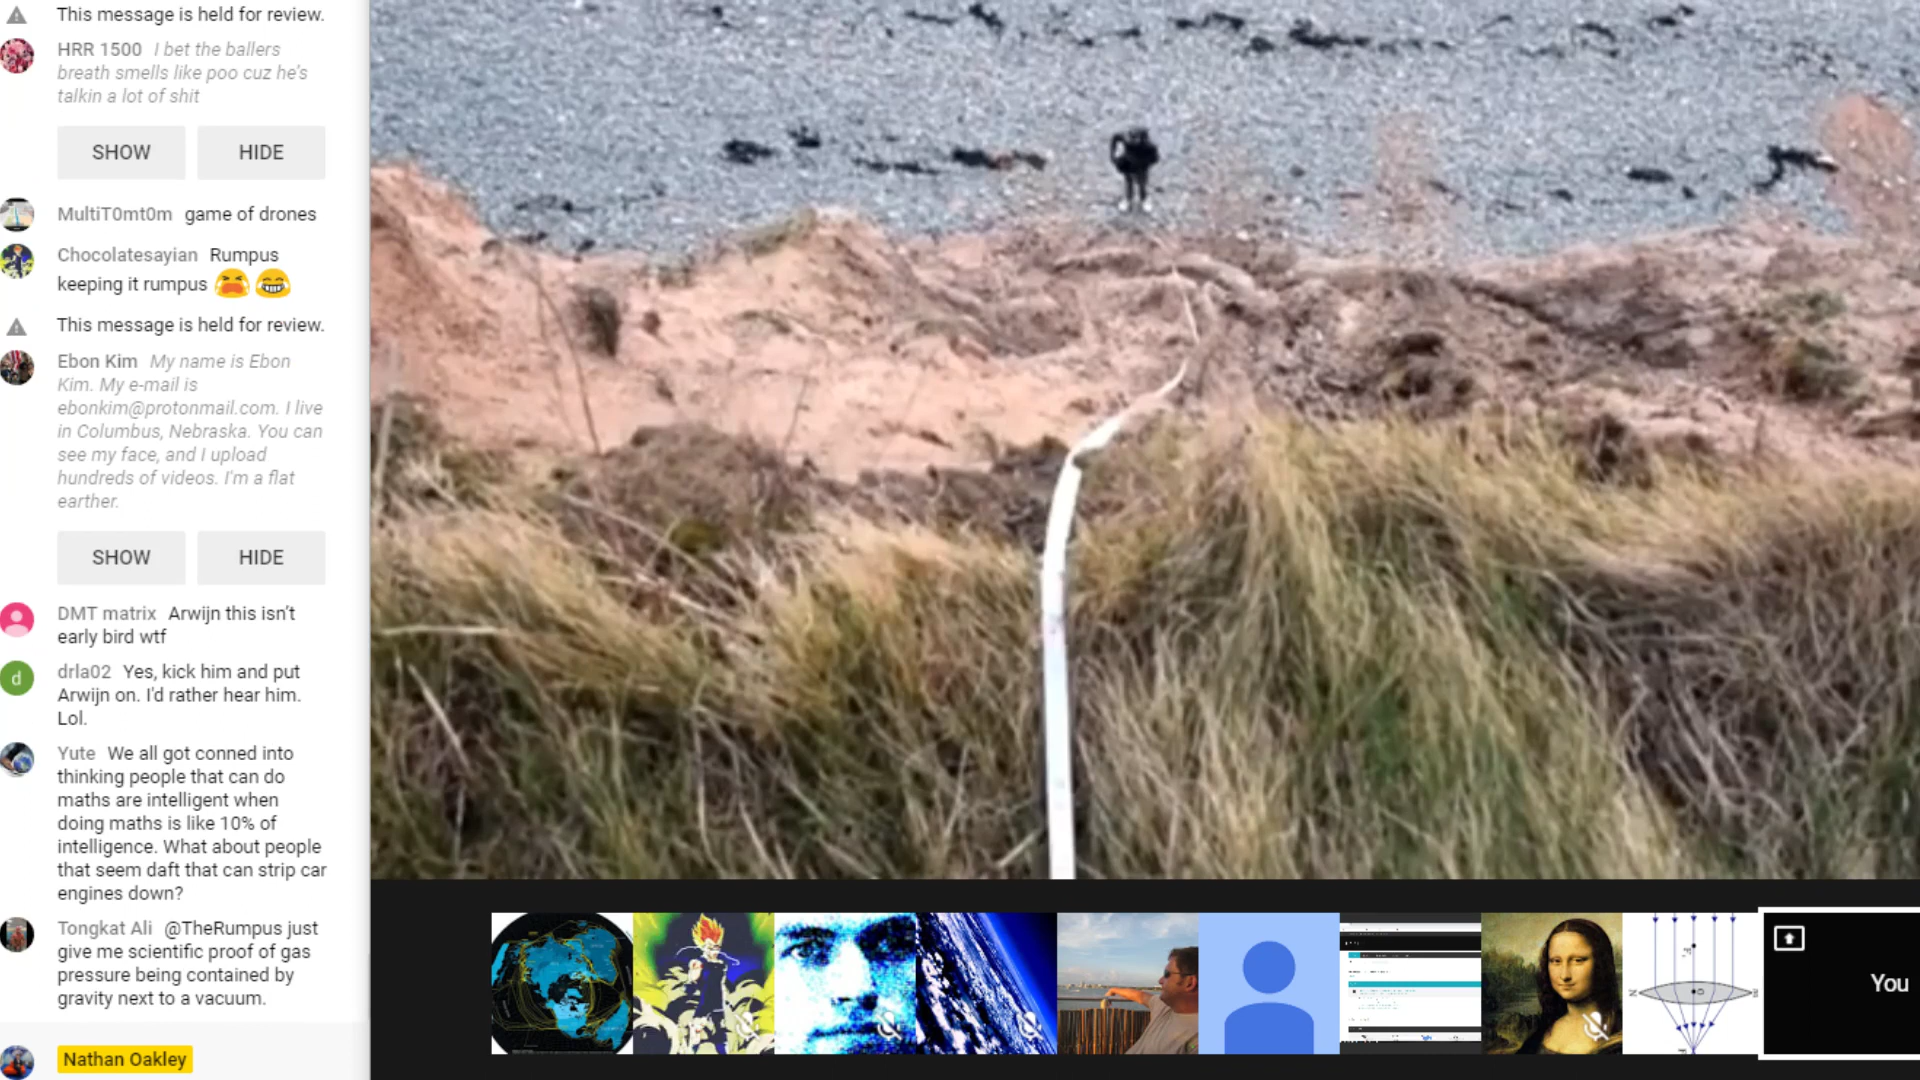 This message is held for review.
HRR 1500 I bet the ballers
breath smells like poo cuz he's
talkin a lot of shit
SHOW HIDE
MultiT0mt0m game of drones
Chocolatesayian Rumpus
keeping it rumpus
This message is held for review.
Ebon Kim My name is Ebon
Kim. My e-mail is
ebonkim@protonmail.com. I live
in Columbus, Nebraska. You can
see my face, and I upload
hundreds of videos. I'm a flat
earther.
SHOW HIDE
DMT matrix Arwijn this isn't
early bird wtf
d
drla02 Yes, kick him and put
Arwijn on. I'd rather hear him.
Lol.
Yute We all got conned into
thinking people that can do
maths are intelligent when
doing maths is like 10% of
intelligence. What about people
that seem daft that can strip car
engines down?
Tongkat Ali @TheRumpus just
give me scientific proof of gas
pressure being contained by
gravity next to a vacuum.
Nathan Oakley
You